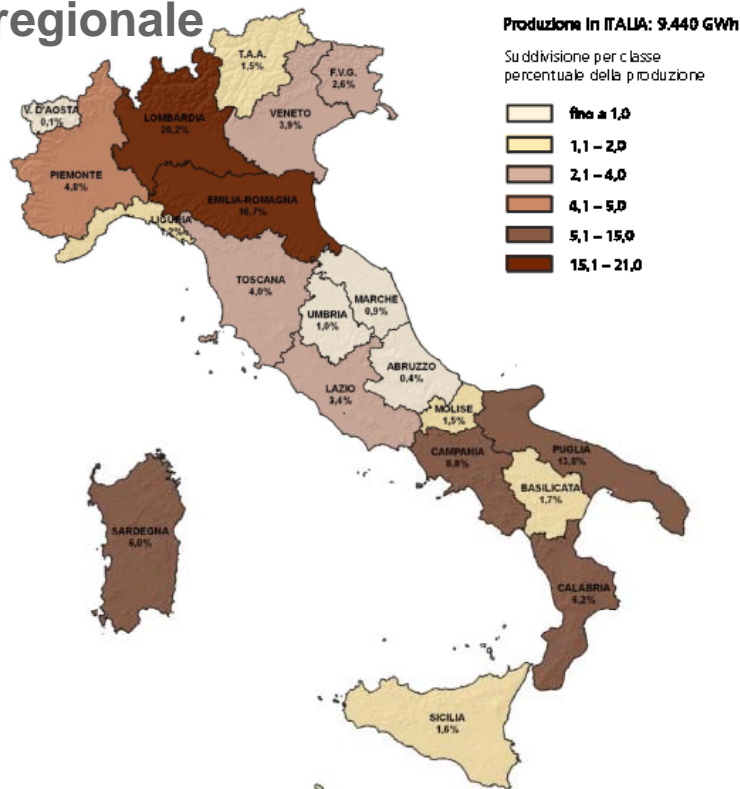 regionale
Produzione in ITALIA: 9.440 GWh
Suddivisione per classe
percentuale della produzione
fino a 1,0
1,1 – 2,0
2,1 – 4,0
4,1 – 5,0
5,1 – 15,0
15,1 – 21,0
T.A.A.
1,5%
F.V.G.
2,6%
V. D'AOSTA
0,1%
LOMBARDIA
20,2%
VENETO
3,9%
PIEMONTE
4,8%
EMILIA-ROMAGNA
16,7%
LIGURIA
1,2%
TOSCANA
4,0%
MARCHE
0,9%
UMBRIA
1,0%
ABRUZZO
0,4%
LAZIO
3,4%
MOLISE
1,5%
CAMPANIA
PUGLIA
BASILICATA
1,7%
SARDEGNA
6,0%
CALABRIA
6,2%
SICILIA
1,6%